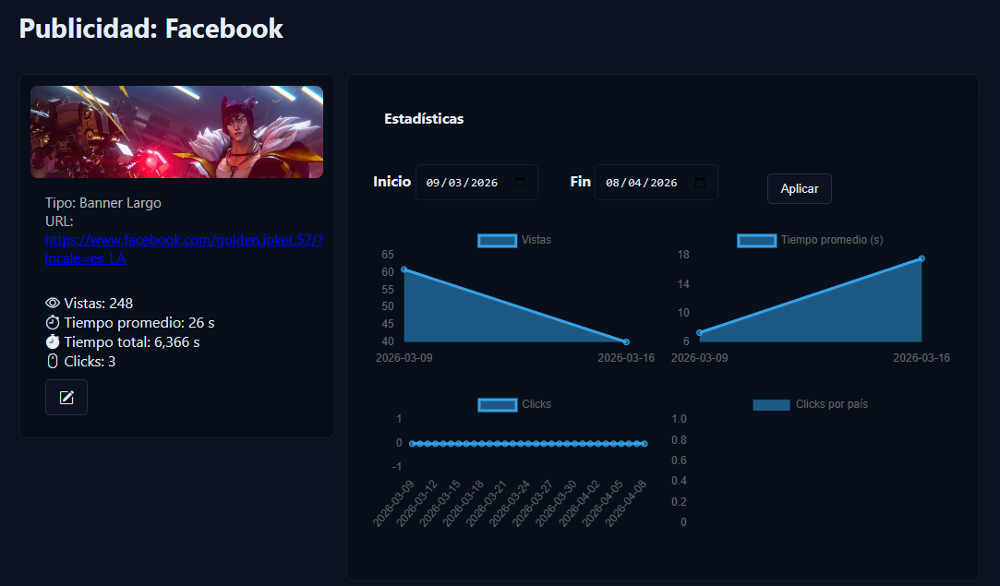 Publicidad: Facebook
Tipo: Banner Largo
URL:
https://www.facebook.com/golden.joker.52/?
locale=es_LA
Vistas: 248
Tiempo promedio: 26 s
Tiempo total: 6,366 s
Clicks: 3
Estadísticas
Inicio 09/03/2026 Fin 08/04/2026 Aplicar
Vistas
65
60
55
50
45
40
2026-03-09 2026-03-16
Tiempo promedio (s)
18
14
10
6
2026-03-09 2026-03-16
Clicks
1
0
-1
2026-03-09 2026-03-12 2026-03-15 2026-03-18 2026-03-21 2026-03-24 2026-03-27 2026-03-30 2026-04-02 2026-04-05 2026-04-08
Clicks por país
1.0
0.8
0.6
0.4
0.2
0